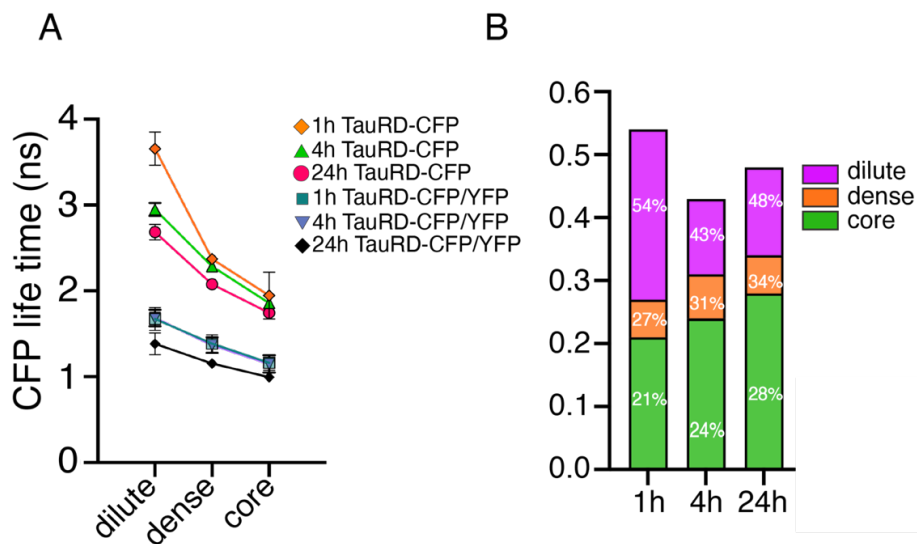 A
CFP life time (ns)
4
3
2
1
0
dilute
dense
core
1h TauRD-CFP
4h TauRD-CFP
24h TauRD-CFP
1h TauRD-CFP/YFP
4h TauRD-CFP/YFP
24h TauRD-CFP/YFP
B
0.6
0.5
0.4
0.3
0.2
0.1
0.0
54%
27%
21%
43%
31%
24%
48%
34%
28%
1h
4h
24h
dilute
dense
core